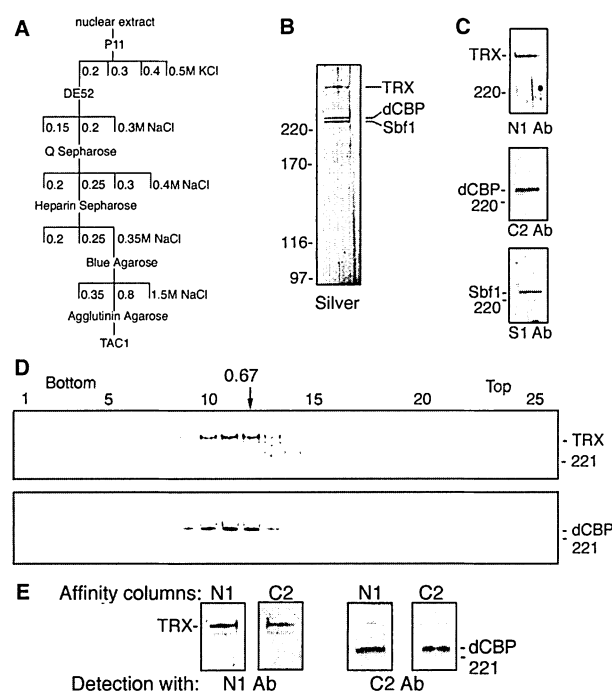 A
nuclear extract
P11
0.2 0.3 0.4 0.5M KCl
DE52
0.15 0.2 0.3M NaCl
Q Sepharose
0.2 0.25 0.3 0.4M NaCl
Heparin Sepharose
0.2 0.25 0.35M NaCl
Blue Agarose
0.35 0.8 1.5M NaCl
Agglutinin Agarose
TAC1
B
TRX
dCBP
Sbf1
220-
170-
116-
97-
Silver
C
TRX-
220-
N1 Ab
dCBP-
220-
C2 Ab
Sbf1-
220-
S1 Ab
D
0.67
Bottom Top
1 10 15 20 25
- TRX
- 221
- dCBP
- 221
E
Affinity columns: N1 C2 N1 C2
TRX-
- dCBP
- 221
Detection with: N1 Ab C2 Ab